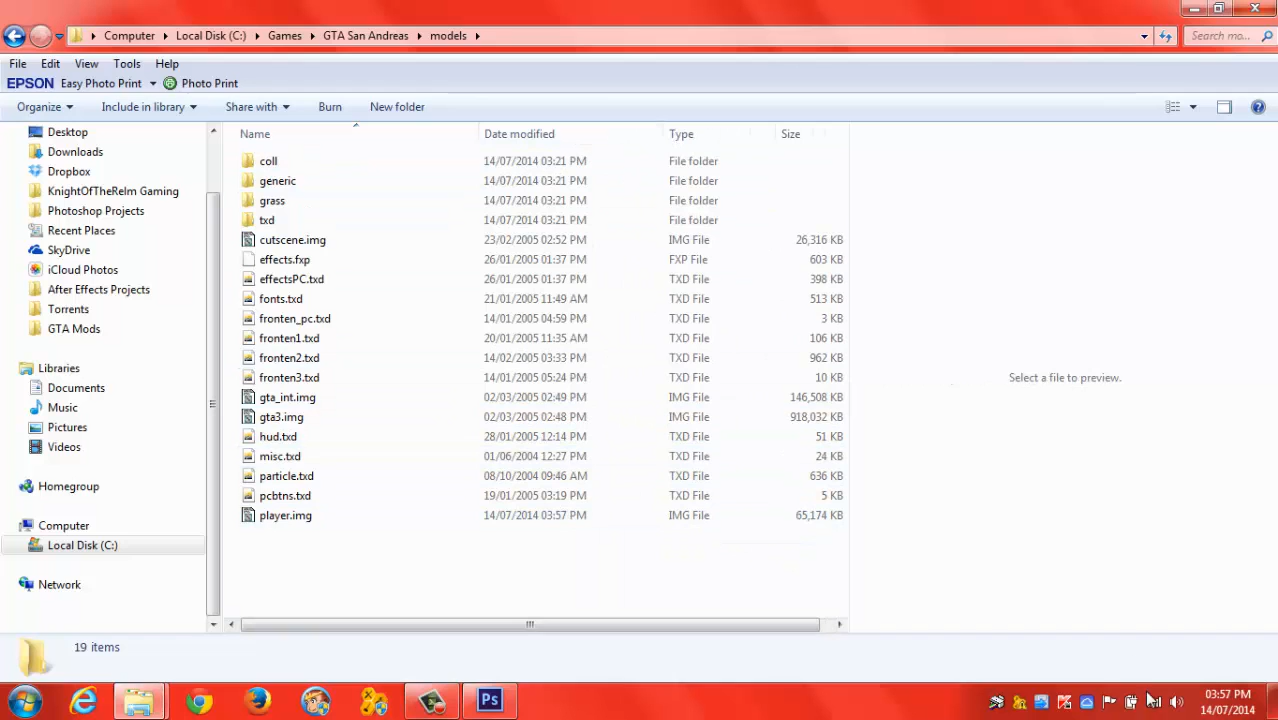 Computer Local Disk (C:) Games GTA San Andreas models Search mo...
File Edit View Tools Help
EPSON Easy Photo Print Photo Print
Organize Include in library Share with Burn New folder
Desktop
Downloads
Dropbox
KnightOfTheRelm Gaming
Photoshop Projects
Recent Places
SkyDrive
iCloud Photos
After Effects Projects
Torrents
GTA Mods
Libraries
Documents
Music
Pictures
Videos
Homegroup
Computer
Local Disk (C:)
Network
Name Date modified Type Size
coll 14/07/2014 03:21 PM File folder
generic 14/07/2014 03:21 PM File folder
grass 14/07/2014 03:21 PM File folder
txd 14/07/2014 03:21 PM File folder
cutscene.img 23/02/2005 02:52 PM IMG File 26,316 KB
effects.fxp 26/01/2005 01:37 PM FXP File 603 KB
effectsPC.txd 26/01/2005 01:37 PM TXD File 398 KB
fonts.txd 21/01/2005 11:49 AM TXD File 513 KB
fronten_pc.txd 14/01/2005 04:59 PM TXD File 3 KB
fronten1.txd 20/01/2005 11:35 AM TXD File 106 KB
fronten2.txd 14/02/2005 03:33 PM TXD File 962 KB
fronten3.txd 14/01/2005 05:24 PM TXD File 10 KB
gta_int.img 02/03/2005 02:49 PM IMG File 146,508 KB
gta3.img 02/03/2005 02:48 PM IMG File 918,032 KB
hud.txd 28/01/2005 12:14 PM TXD File 51 KB
misc.txd 01/06/2004 12:27 PM TXD File 24 KB
particle.txd 08/10/2004 09:46 AM TXD File 636 KB
pcbtns.txd 19/01/2005 03:19 PM TXD File 5 KB
player.img 14/07/2014 03:57 PM IMG File 65,174 KB
Select a file to preview.
19 items
Ps
03:57 PM
14/07/2014